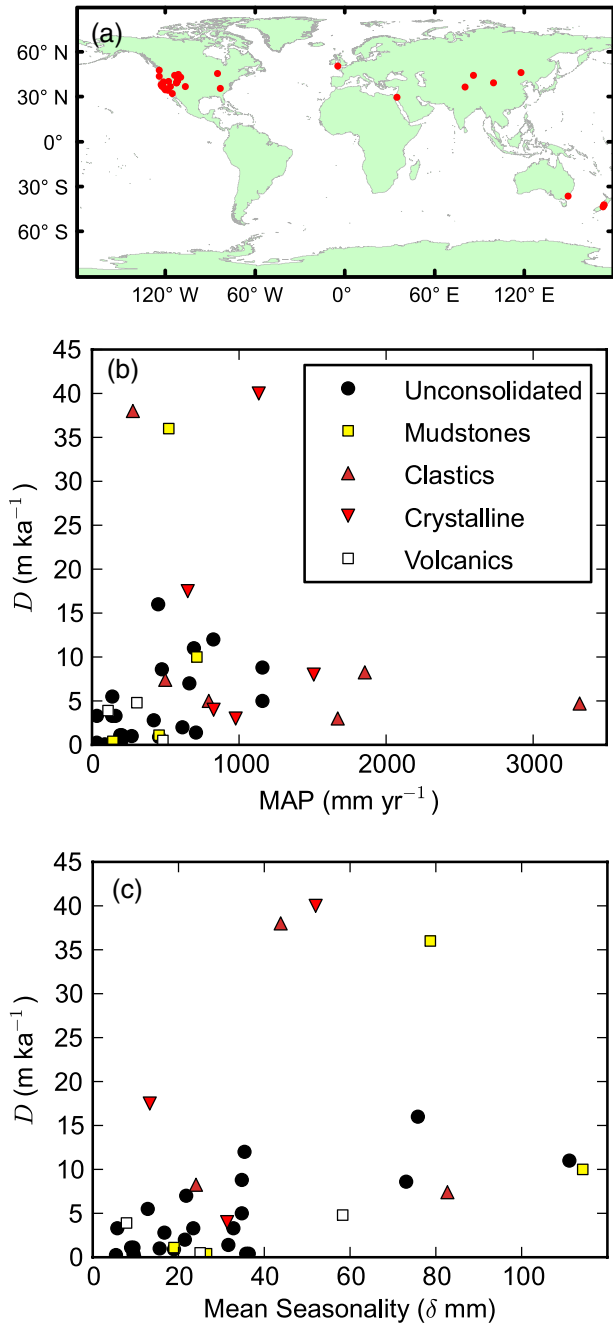 (a)
60° N
30° N
0°
30° S
60° S
120° W 60° W 0° 60° E 120° E
(b)
45
40
35
30
25
20
15
10
5
0
D (m ka⁻¹)
Unconsolidated
Mudstones
Clastics
Crystalline
Volcanics
0 1000 2000 3000
MAP (mm yr⁻¹)
(c)
45
40
35
30
25
20
15
10
5
0
D (m ka⁻¹)
0 20 40 60 80 100
Mean Seasonality (δ mm)